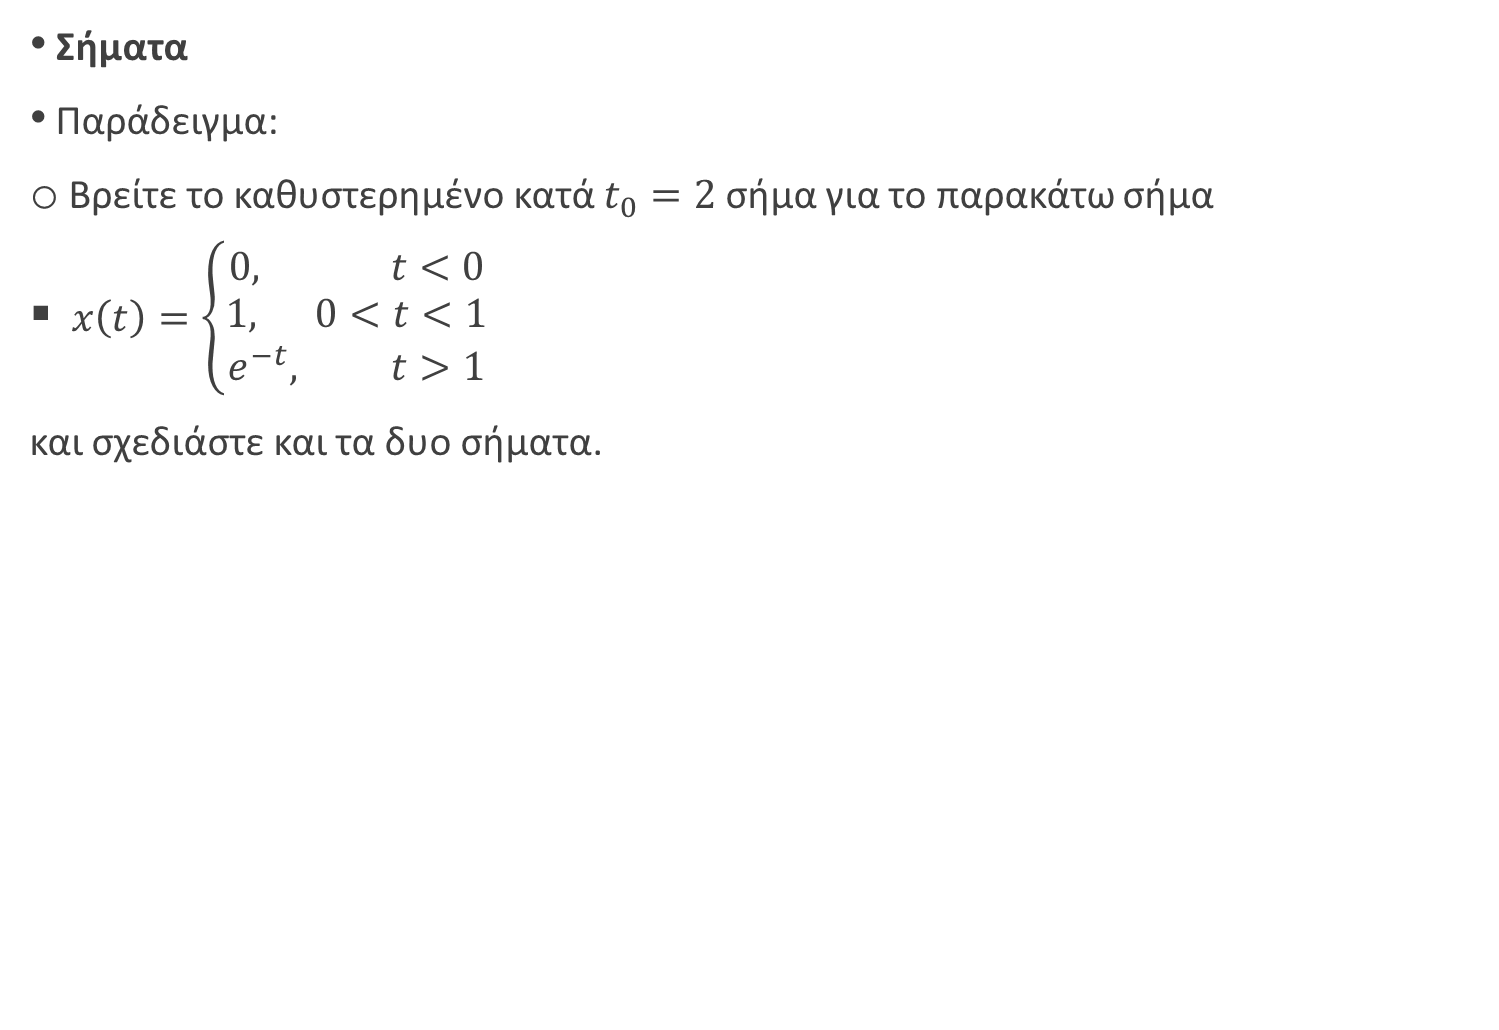 • Σήματα
• Παράδειγμα:
○ Βρείτε το καθυστερημένο κατά t₀ = 2 σήμα για το παρακάτω σήμα
▪ x(t) = { 0, t < 0
1, 0 < t < 1
e⁻ᵗ, t > 1
και σχεδιάστε και τα δυο σήματα.